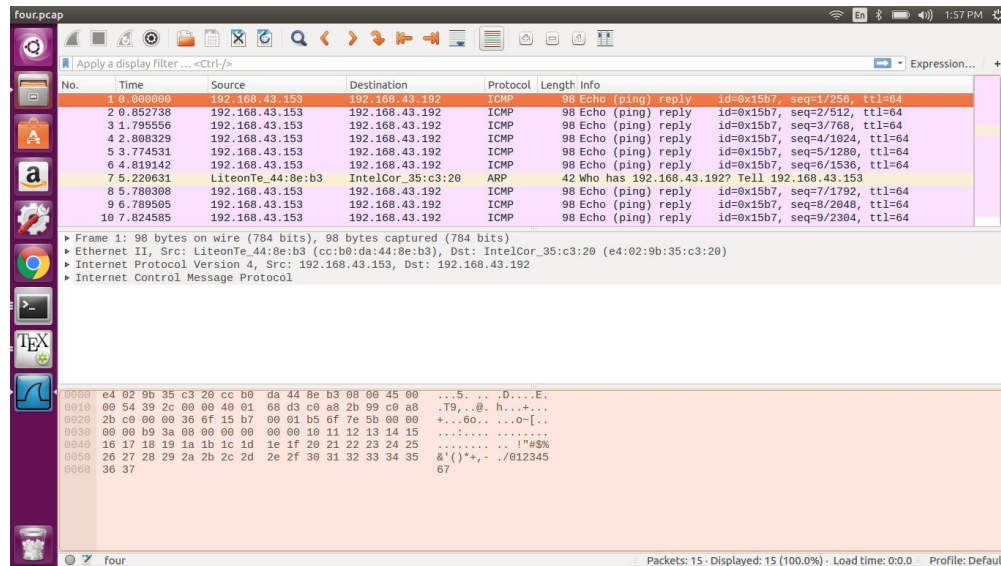 four.pcap
En
1:57 PM
Apply a display filter ... <Ctrl-/>
Expression...
+
No. Time Source Destination Protocol Length Info
1 0.000000 192.168.43.153 192.168.43.192 ICMP 98 Echo (ping) reply id=0x15b7, seq=1/256, ttl=64
2 0.852738 192.168.43.153 192.168.43.192 ICMP 98 Echo (ping) reply id=0x15b7, seq=2/512, ttl=64
3 1.795556 192.168.43.153 192.168.43.192 ICMP 98 Echo (ping) reply id=0x15b7, seq=3/768, ttl=64
4 2.808329 192.168.43.153 192.168.43.192 ICMP 98 Echo (ping) reply id=0x15b7, seq=4/1024, ttl=64
5 3.774531 192.168.43.153 192.168.43.192 ICMP 98 Echo (ping) reply id=0x15b7, seq=5/1280, ttl=64
6 4.819142 192.168.43.153 192.168.43.192 ICMP 98 Echo (ping) reply id=0x15b7, seq=6/1536, ttl=64
7 5.220631 LiteonTe_44:8e:b3 IntelCor_35:c3:20 ARP 42 Who has 192.168.43.192? Tell 192.168.43.153
8 5.780308 192.168.43.153 192.168.43.192 ICMP 98 Echo (ping) reply id=0x15b7, seq=7/1792, ttl=64
9 6.789505 192.168.43.153 192.168.43.192 ICMP 98 Echo (ping) reply id=0x15b7, seq=8/2048, ttl=64
10 7.824585 192.168.43.153 192.168.43.192 ICMP 98 Echo (ping) reply id=0x15b7, seq=9/2304, ttl=64
Frame 1: 98 bytes on wire (784 bits), 98 bytes captured (784 bits)
Ethernet II, Src: LiteonTe_44:8e:b3 (cc:b0:da:44:8e:b3), Dst: IntelCor_35:c3:20 (e4:02:9b:35:c3:20)
Internet Protocol Version 4, Src: 192.168.43.153, Dst: 192.168.43.192
Internet Control Message Protocol
0000 e4 02 9b 35 c3 20 cc b0 da 44 8e b3 08 00 45 00 ...5. .. .D....E.
0010 00 54 39 2c 00 00 40 01 68 d3 c0 a8 2b 99 c0 a8 .T9,..@. h...+...
0020 2b c0 00 00 36 6f 15 b7 00 01 b5 6f 7e 5b 00 00 +...6o.. ...o~[..
0030 00 00 b9 3a 08 00 00 00 00 00 10 11 12 13 14 15 ...:.... ........
0040 16 17 18 19 1a 1b 1c 1d 1e 1f 20 21 22 23 24 25 ........ .. !"#$%
0050 26 27 28 29 2a 2b 2c 2d 2e 2f 30 31 32 33 34 35 &'()*+,- ./012345
0060 36 37 67
four
Packets: 15 · Displayed: 15 (100.0%) · Load time: 0:0.0
Profile: Defaul
a
>_
TEX